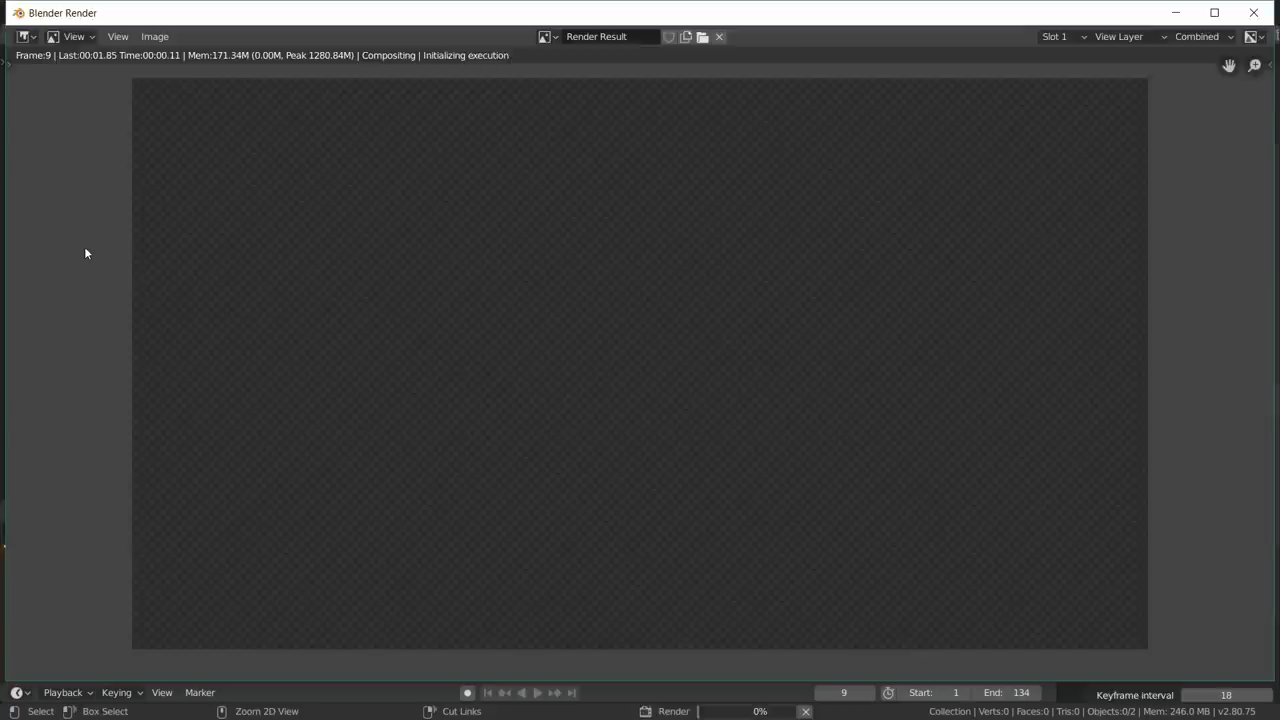 Blender Render
View View Image Render Result Slot 1 View Layer Combined
Frame:9 | Last:00:01.85 Time:00:00.11 | Mem:171.34M (0.00M, Peak 1280.84M) | Compositing | Initializing execution
Playback Keying View Marker 9 Start: 1 End: 134 Keyframe interval 18
Select Box Select Zoom 2D View Cut Links Render 0% Collection | Verts:0 | Faces:0 | Tris:0 | Objects:0/2 | Mem: 246.0 MB | v2.80.75